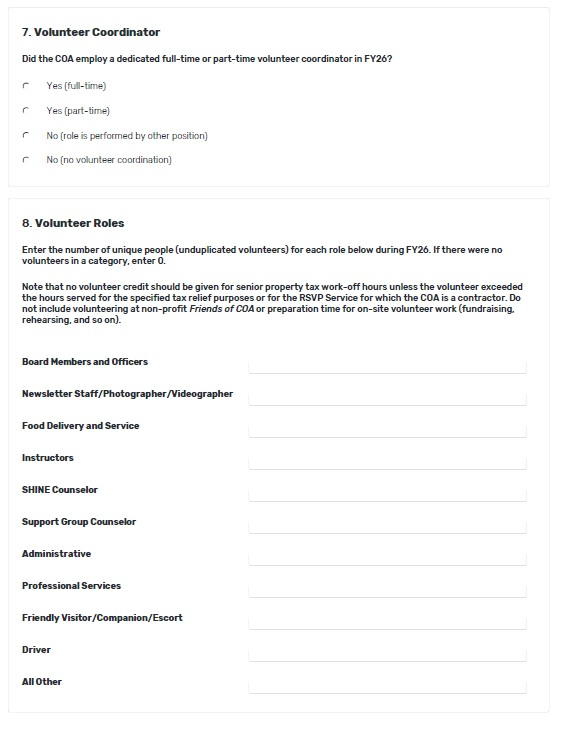 7. Volunteer Coordinator
Did the COA employ a dedicated full-time or part-time volunteer coordinator in FY26?
Yes (full-time)
Yes (part-time)
No (role is performed by other position)
No (no volunteer coordination)
8. Volunteer Roles
Enter the number of unique people (unduplicated volunteers) for each role below during FY26. If there were no
volunteers in a category, enter 0.
Note that no volunteer credit should be given for senior property tax work-off hours unless the volunteer exceeded
the hours served for the specified tax relief purposes or for the RSVP Service for which the COA is a contractor. Do
not include volunteering at non-profit Friends of COA or preparation time for on-site volunteer work (fundraising,
rehearsing, and so on).
Board Members and Officers
Newsletter Staff/Photographer/Videographer
Food Delivery and Service
Instructors
SHINE Counselor
Support Group Counselor
Administrative
Professional Services
Friendly Visitor/Companion/Escort
Driver
All Other